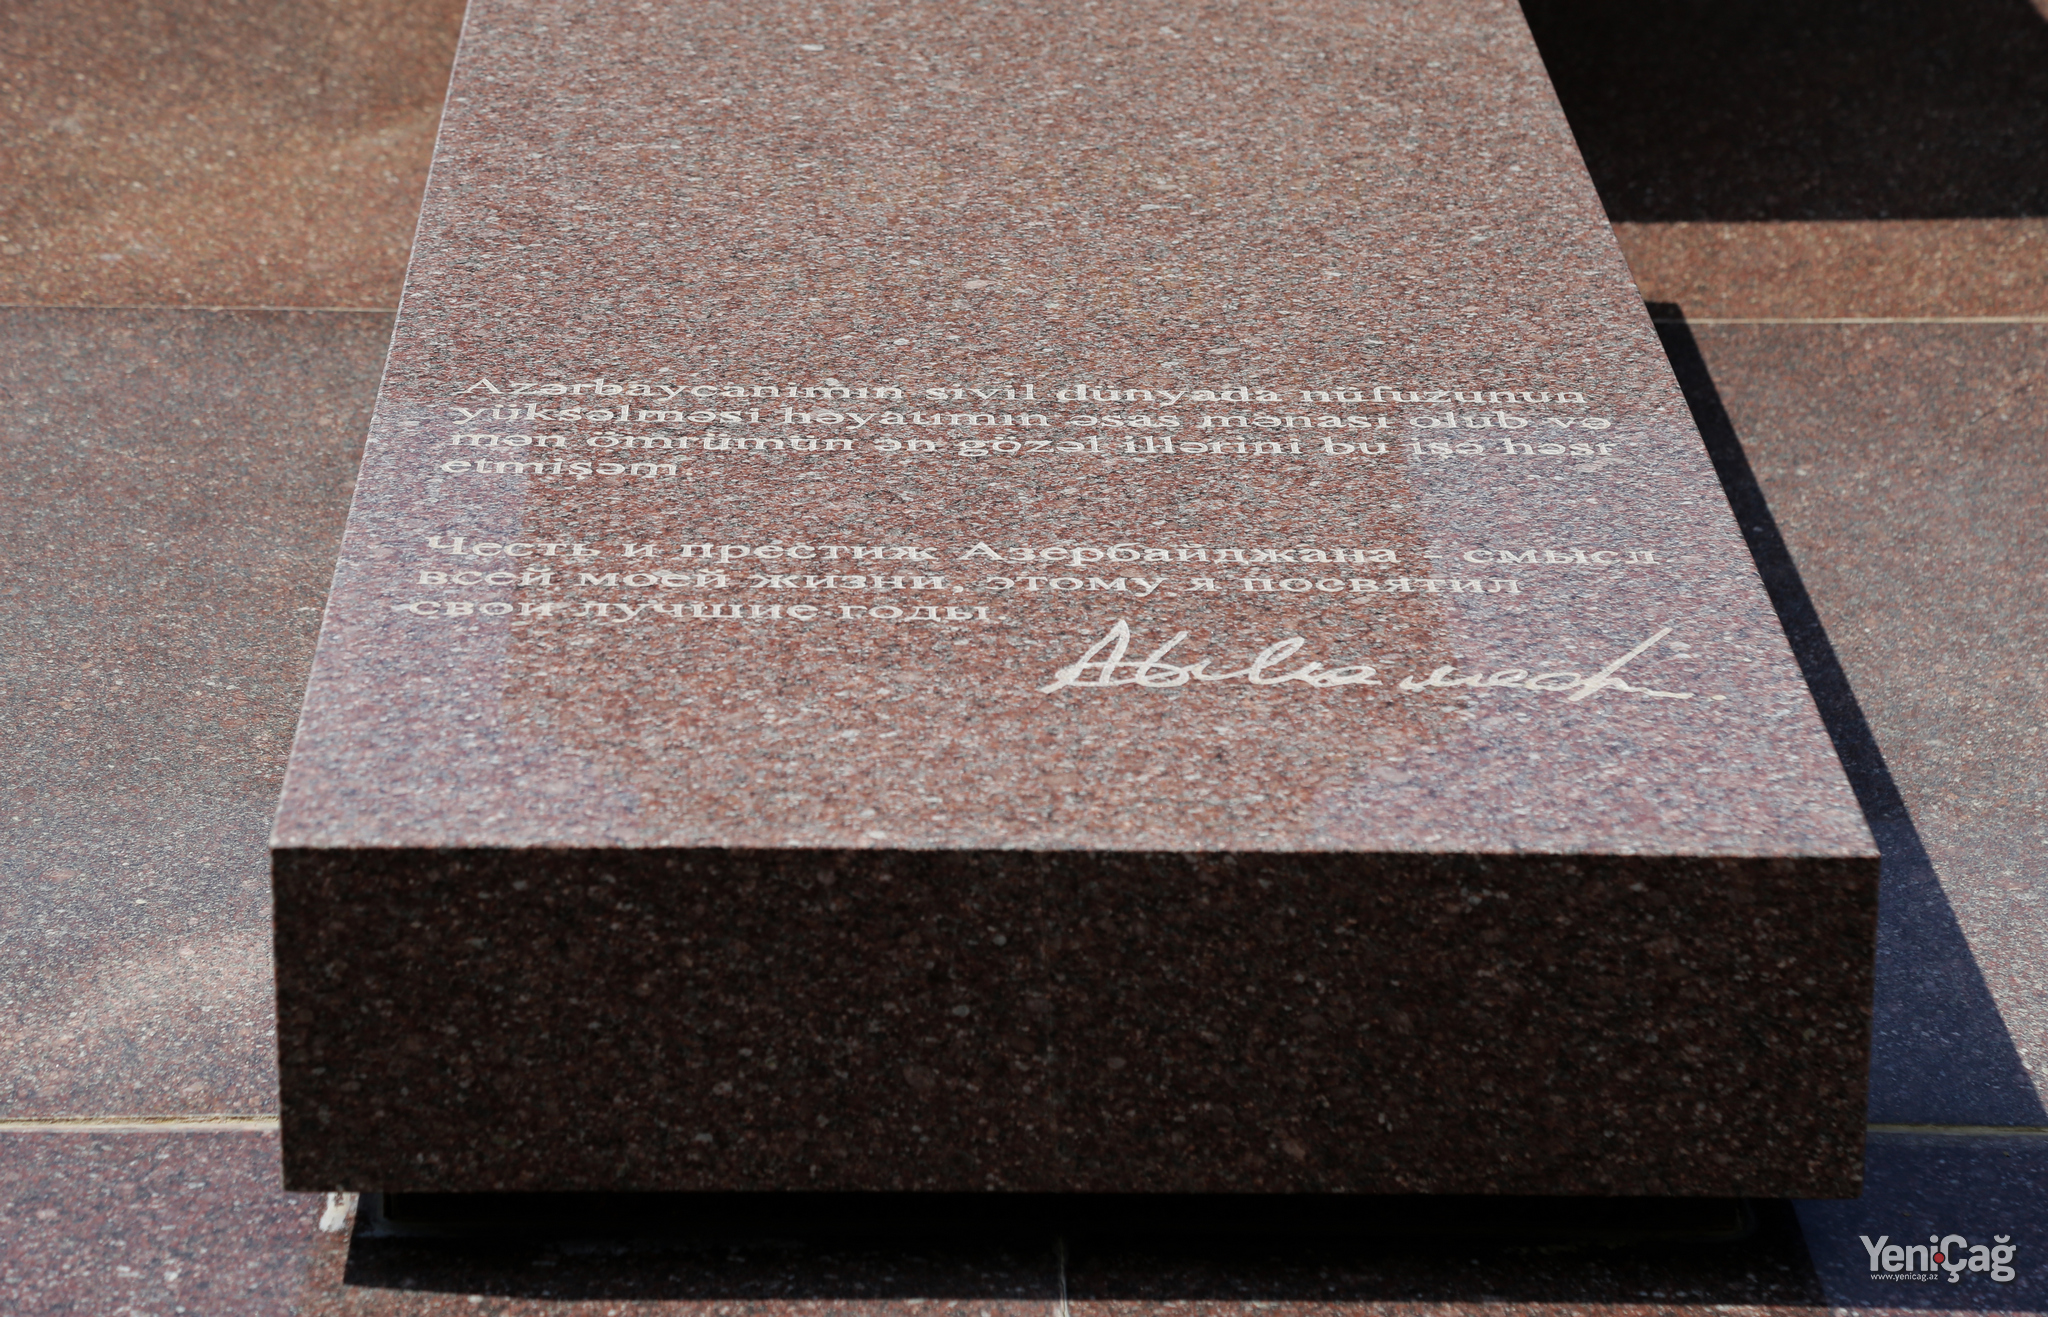 Azərbaycanimin sivil dünyada nüfuzunun
yüksəlməsi həyatımın əsas mənası olub və
mən ömrümün ən gözəl illərini bu işə həsr
etmişəm.
Честь и престиж Азербайджана - смысл
всей моей жизни, этому я посвятил
свои лучшие годы.
YeniÇağ
www.yenicag.az